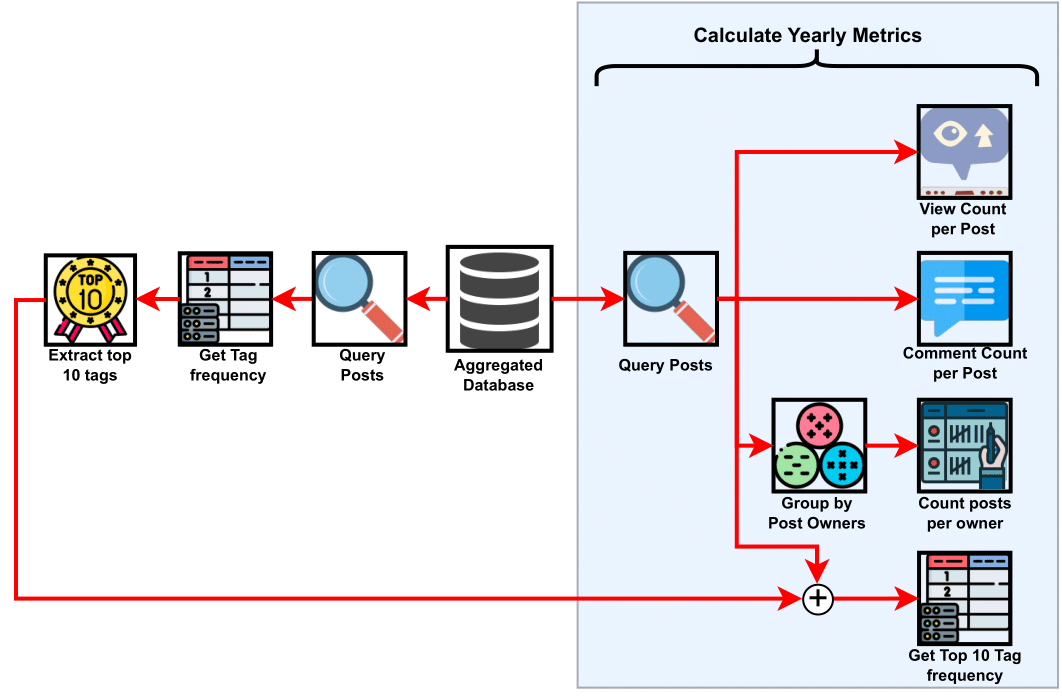 Calculate Yearly Metrics
View Count
per Post
TOP
10
Extract top
10 tags
1
2
Get Tag
frequency
Query
Posts
Aggregated
Database
Query Posts
Comment Count
per Post
Group by
Post Owners
Count posts
per owner
+
1
2
Get Top 10 Tag
frequency